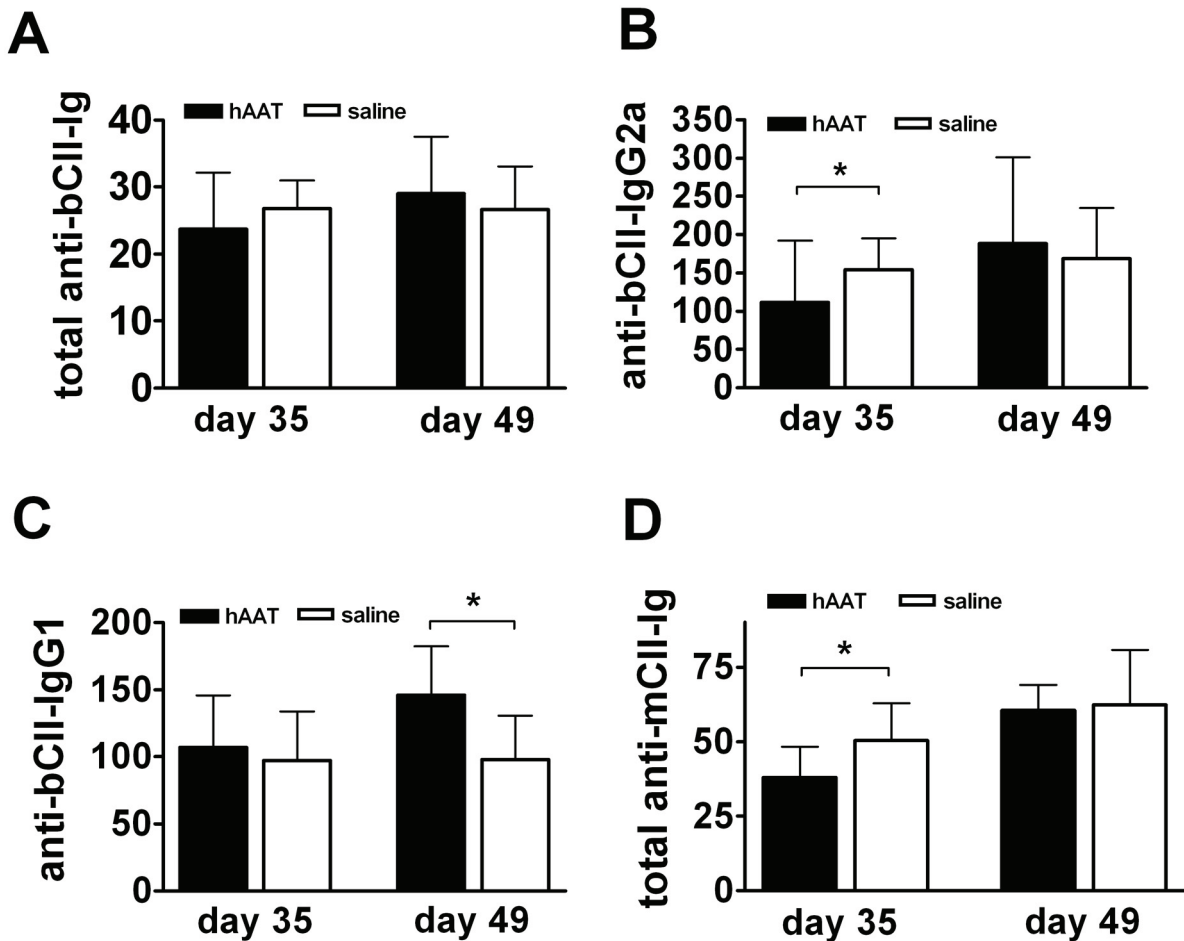 A
total anti-bCII-Ig
hAAT saline
40
30
20
10
0
day 35 day 49
B
anti-bCII-IgG2a
hAAT saline
350
300
250
200
150
100
50
0
*
day 35 day 49
C
anti-bCII-IgG1
hAAT saline
200
150
100
50
0
*
day 35 day 49
D
total anti-mCII-Ig
hAAT saline
75
50
25
0
*
day 35 day 49